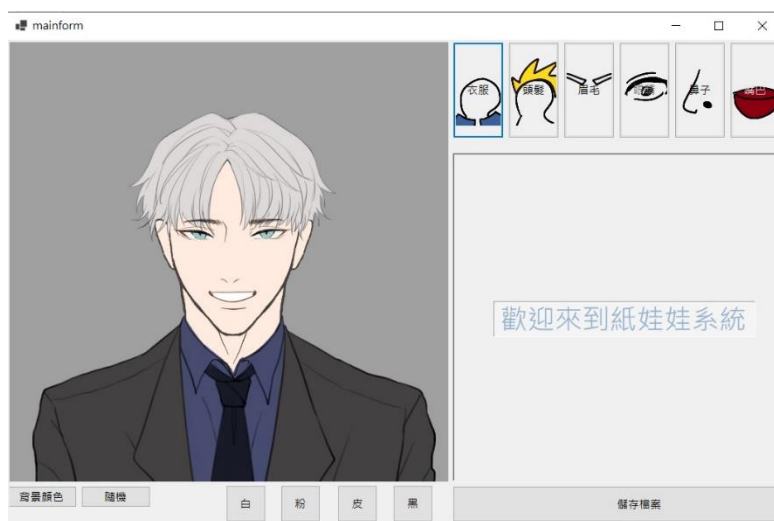 mainform
衣服
頭髮
眉毛
眼睛
鼻子
嘴巴
歡迎來到紙娃娃系統
背景顏色
隨機
白
粉
皮
黑
儲存檔案